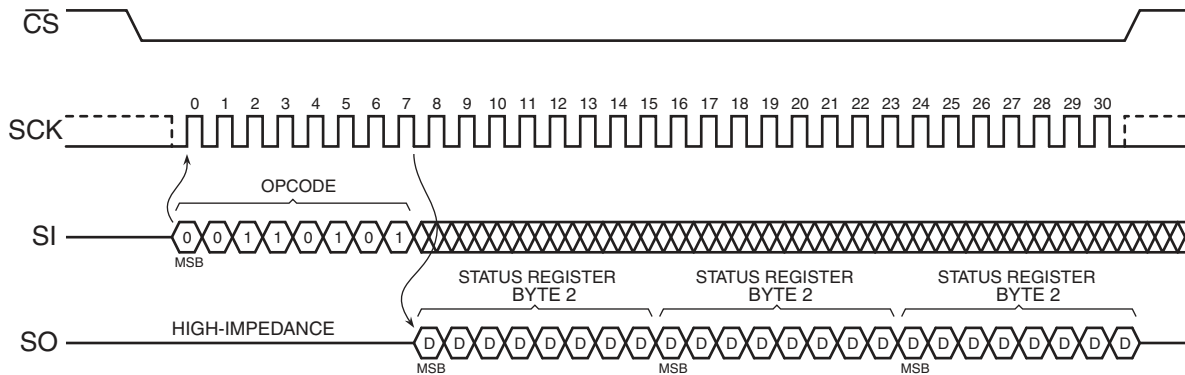 CS
0 1 2 3 4 5 6 7 8 9 10 11 12 13 14 15 16 17 18 19 20 21 22 23 24 25 26 27 28 29 30
SCK
OPCODE
SI
0 0 1 1 0 1 0 1
MSB
STATUS REGISTER
BYTE 2
STATUS REGISTER
BYTE 2
STATUS REGISTER
BYTE 2
HIGH-IMPEDANCE
SO
D D D D D D D D D D D D D D D D D D D D D D D D
MSB
MSB
MSB